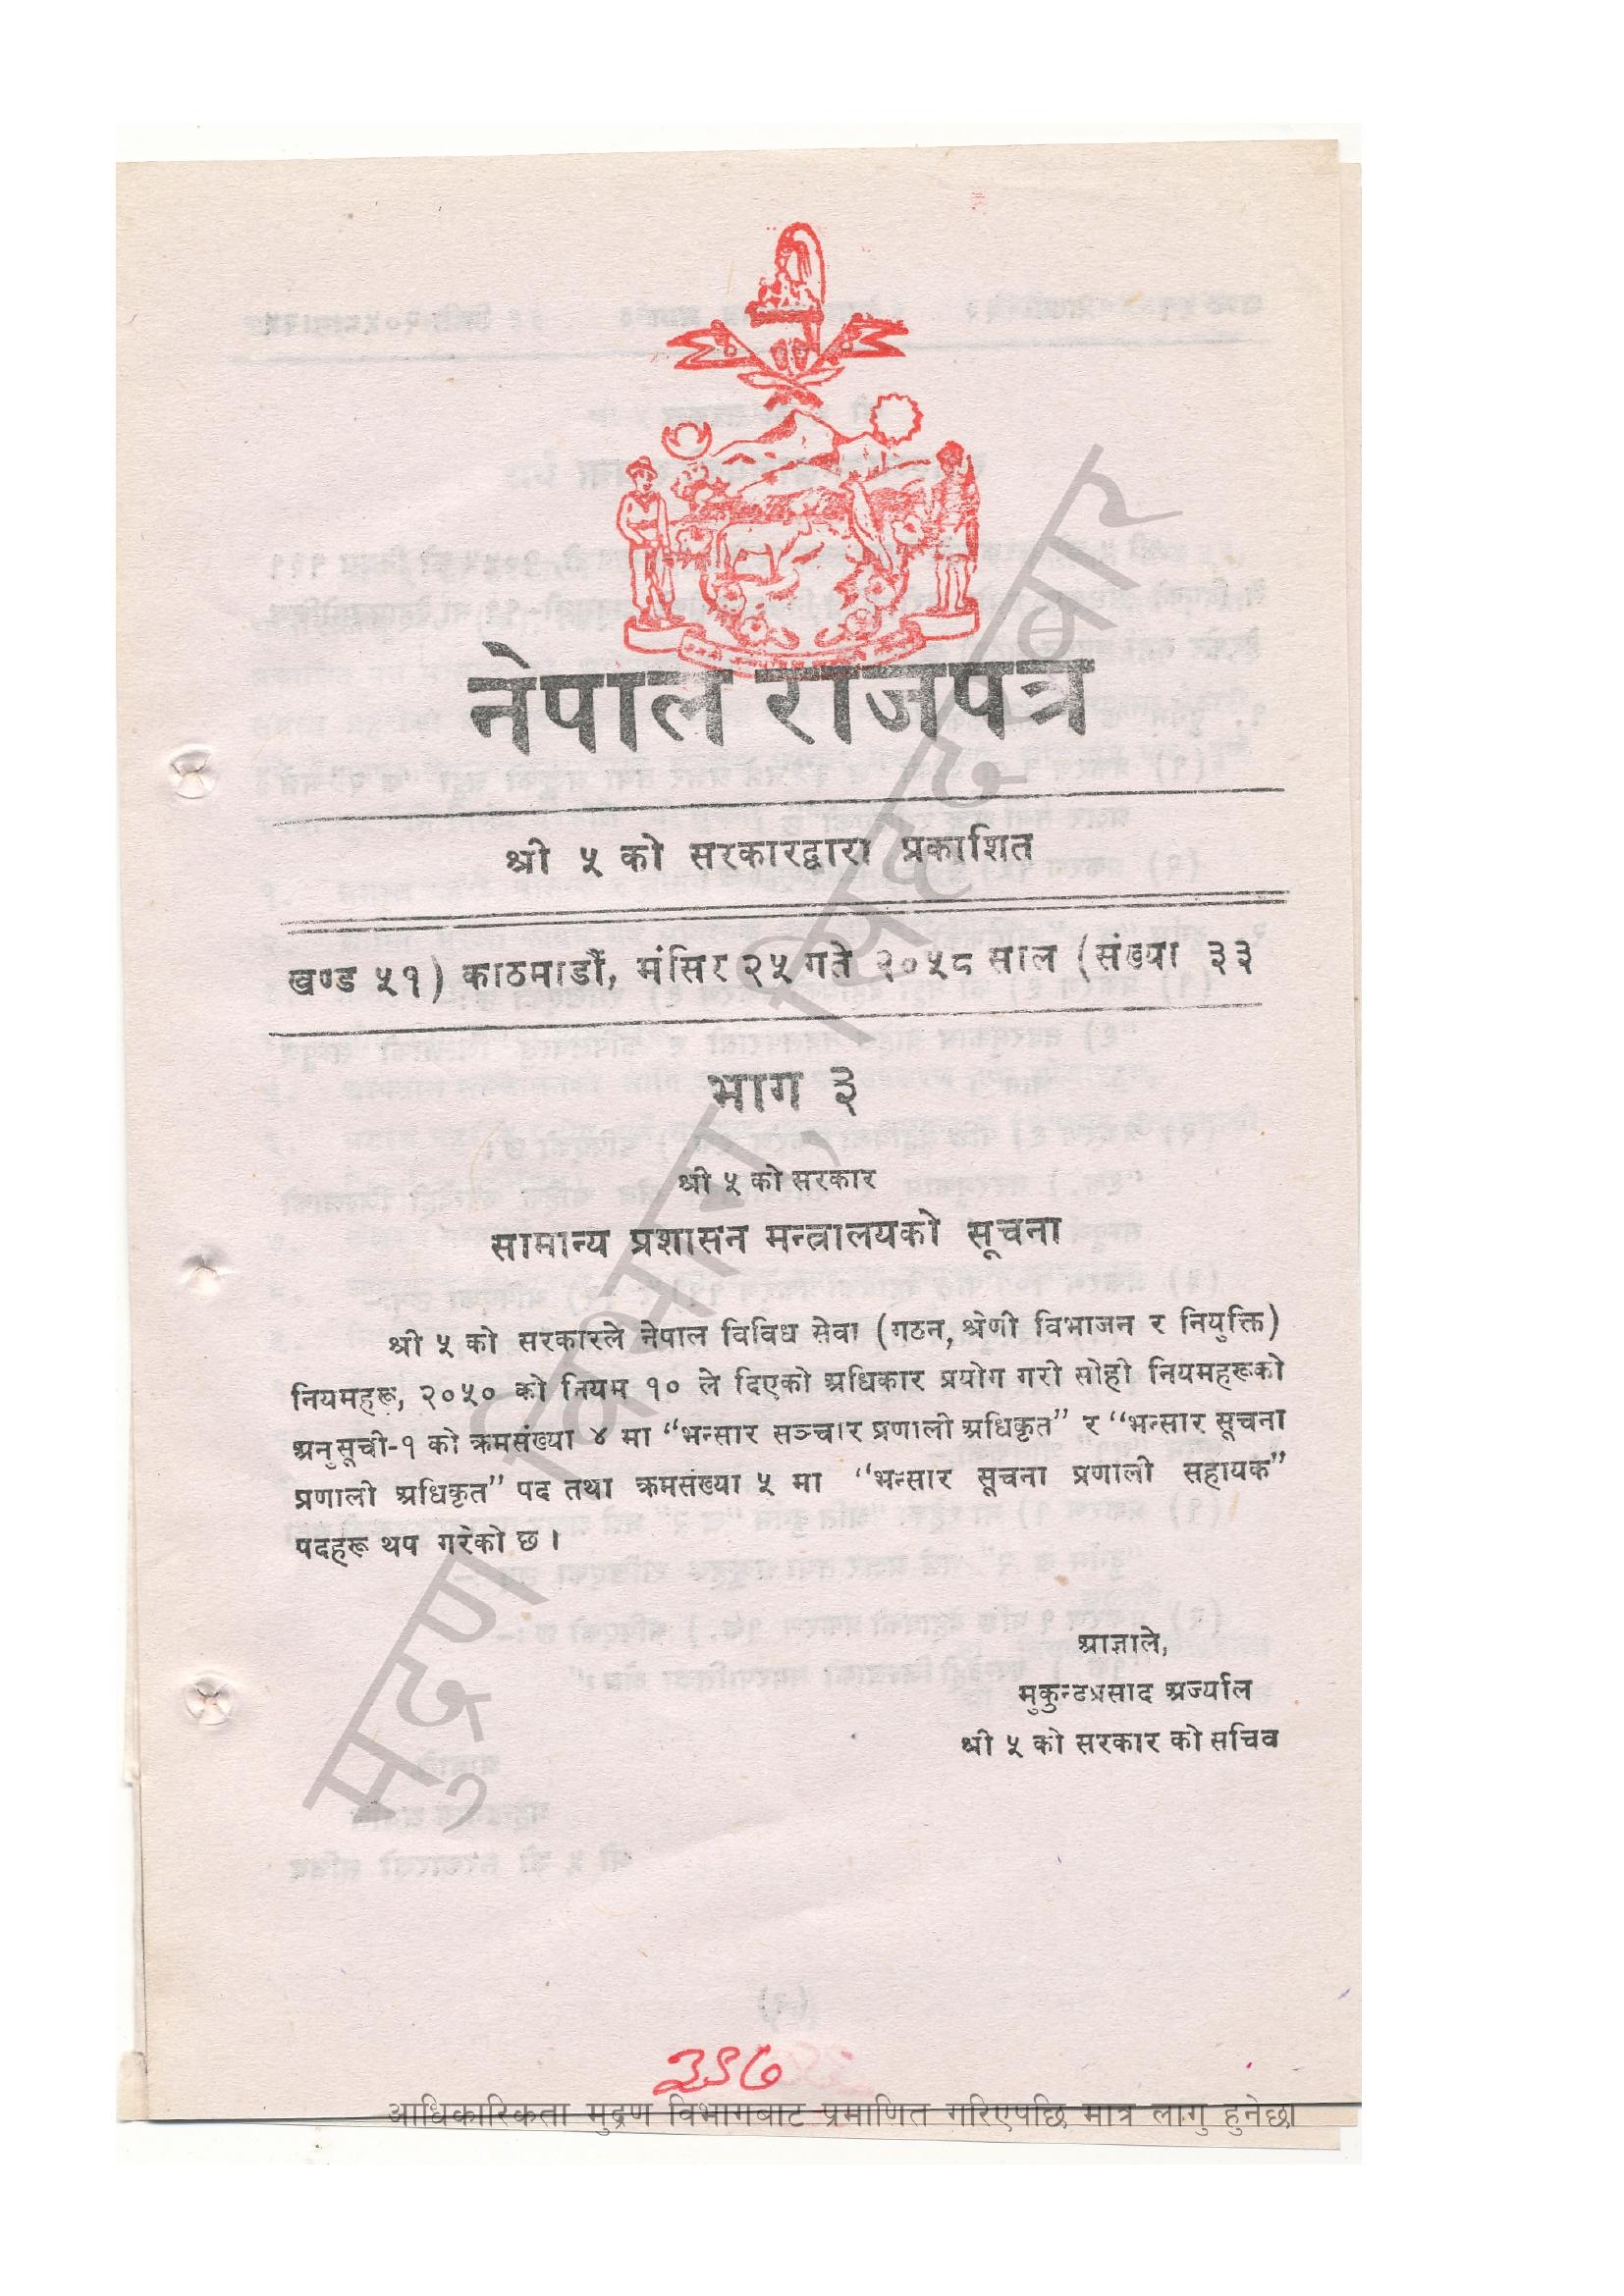 नेपाल राजपत्र
श्री ५ को सरकारद्वारा प्रकाशित
खण्ड ५१) काठमाडौं, मंसिर २५ गते २०५८ साल (संख्या ३३
भाग ३
श्री ५ को सरकार
सामान्य प्रशासन मन्त्रालयको सूचना
श्री ५ को सरकारले नेपाल विविध सेवा (गठन, श्रेणी विभाजन र नियुक्ति)
नियमहरू, २०५० को नियम १० ले दिएको अधिकार प्रयोग गरी सोही नियमहरूको
अनुसूची-१ को क्रमसंख्या ४ मा “भन्सार सञ्चार प्रणाली अधिकृत” र “भन्सार सूचना
प्रणाली अधिकृत” पद तथा क्रमसंख्या ५ मा “भन्सार सूचना प्रणाली सहायक”
पदहरू थप गरेको छ ।
आज्ञाले,
मुकुन्दप्रसाद अर्ज्याल
श्री ५ को सरकार को सचिव
मुद्रण विभाग, सिंहदरबार
आधिकारिकता मुद्रण विभागबाट प्रमाणित गरिएपछि मात्र लागु हुनेछ।